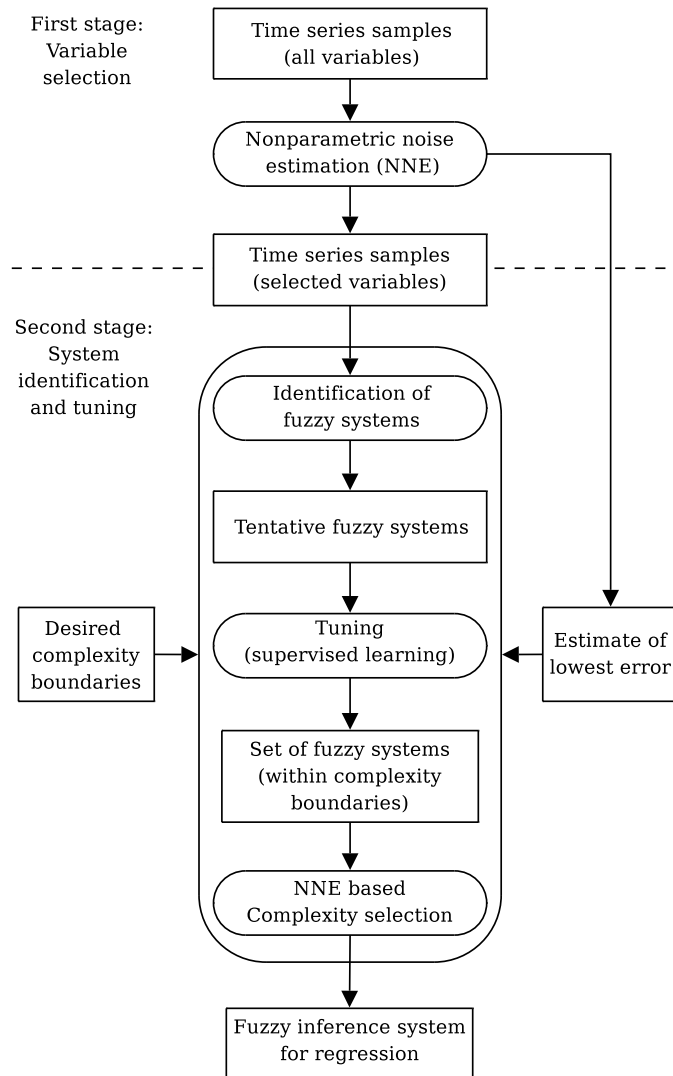 First stage:
Variable
selection
Time series samples
(all variables)
Nonparametric noise
estimation (NNE)
Time series samples
(selected variables)
Second stage:
System
identification
and tuning
Identification of
fuzzy systems
Tentative fuzzy systems
Desired
complexity
boundaries
Tuning
(supervised learning)
Estimate of
lowest error
Set of fuzzy systems
(within complexity
boundaries)
NNE based
Complexity selection
Fuzzy inference system
for regression